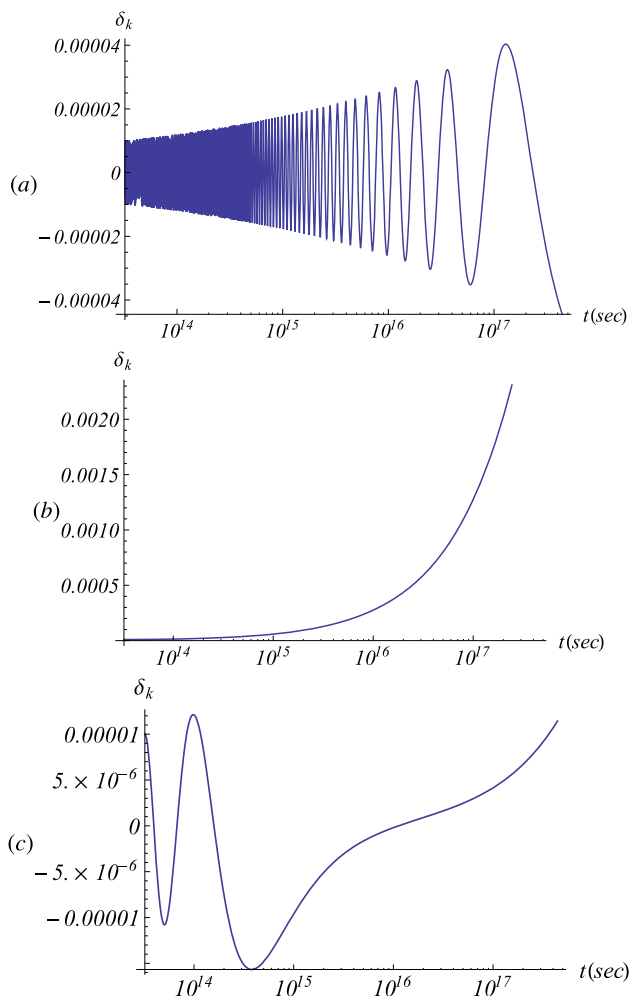 δk
0.00004
0.00002
0
(a)
−0.00002
−0.00004
t(sec)
10^14 10^15 10^16 10^17
δk
0.0020
0.0015
(b)
0.0010
0.0005
t(sec)
10^14 10^15 10^16 10^17
δk
0.00001
5. × 10^−6
0
(c)
−5. × 10^−6
−0.00001
t(sec)
10^14 10^15 10^16 10^17